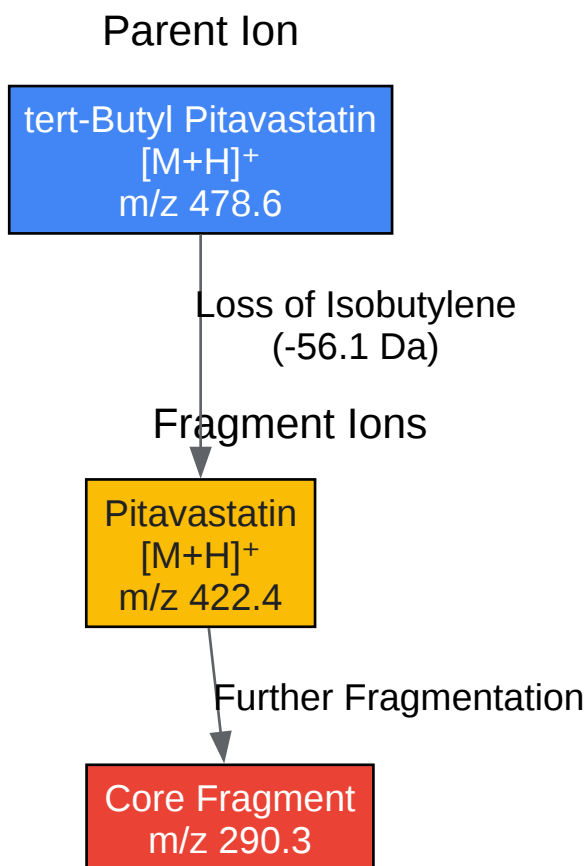 Parent Ion
tert-Butyl Pitavastatin
[M+H]⁺
m/z 478.6
Loss of Isobutylene
(-56.1 Da)
Fragment Ions
Pitavastatin
[M+H]⁺
m/z 422.4
Further Fragmentation
Core Fragment
m/z 290.3